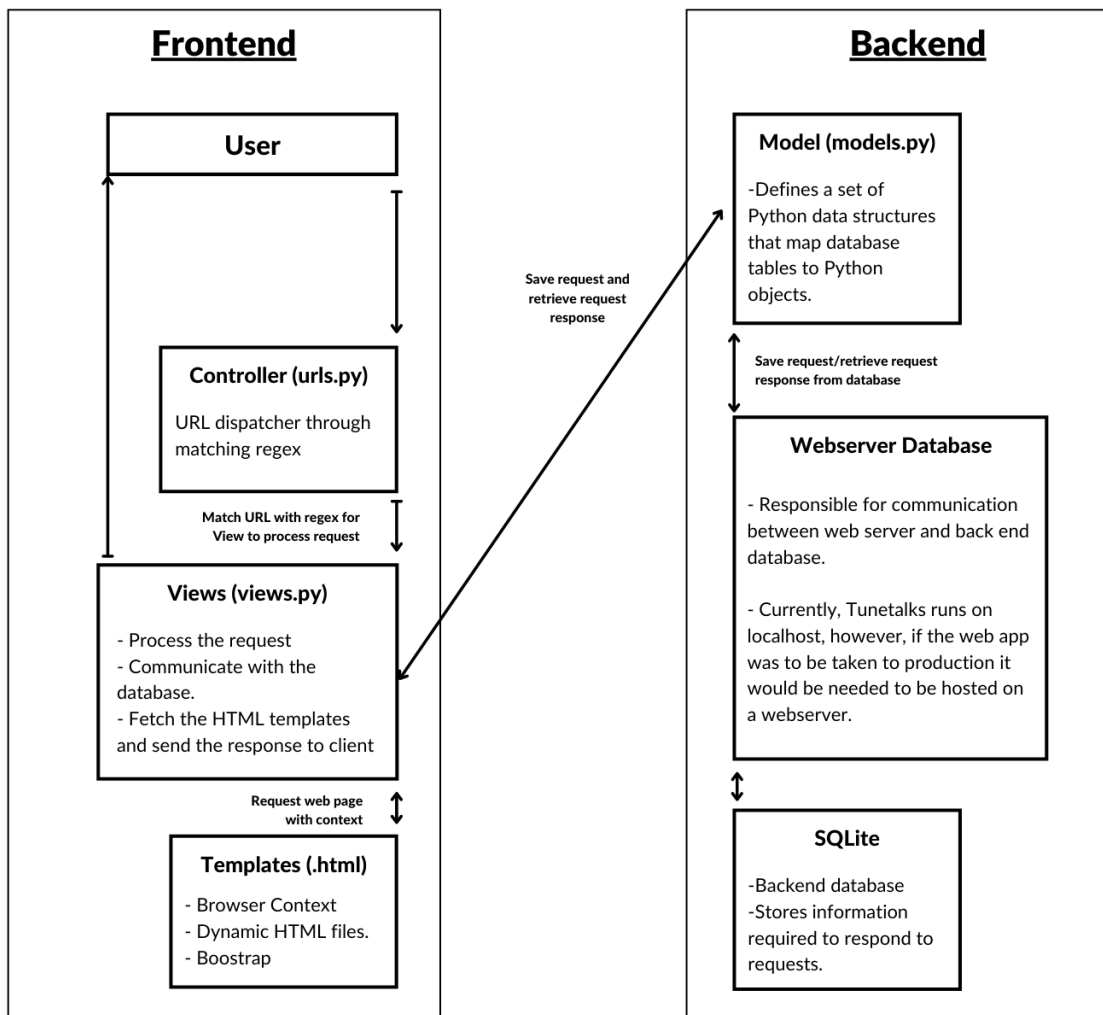 Frontend
User
Controller (urls.py)
URL dispatcher through
matching regex
Match URL with regex for
View to process request
Views (views.py)
- Process the request
- Communicate with the
database.
- Fetch the HTML templates
and send the response to client
Request web page
with context
Templates (.html)
- Browser Context
- Dynamic HTML files.
- Boostrap
Save request and
retrieve request
response
Backend
Model (models.py)
-Defines a set of
Python data structures
that map database
tables to Python
objects.
Save request/retrieve request
response from database
Webserver Database
- Responsible for communication
between web server and back end
database.
- Currently, Tunetalks runs on
localhost, however, if the web app
was to be taken to production it
would be needed to be hosted on
a webserver.
SQLite
-Backend database
-Stores information
required to respond to
requests.